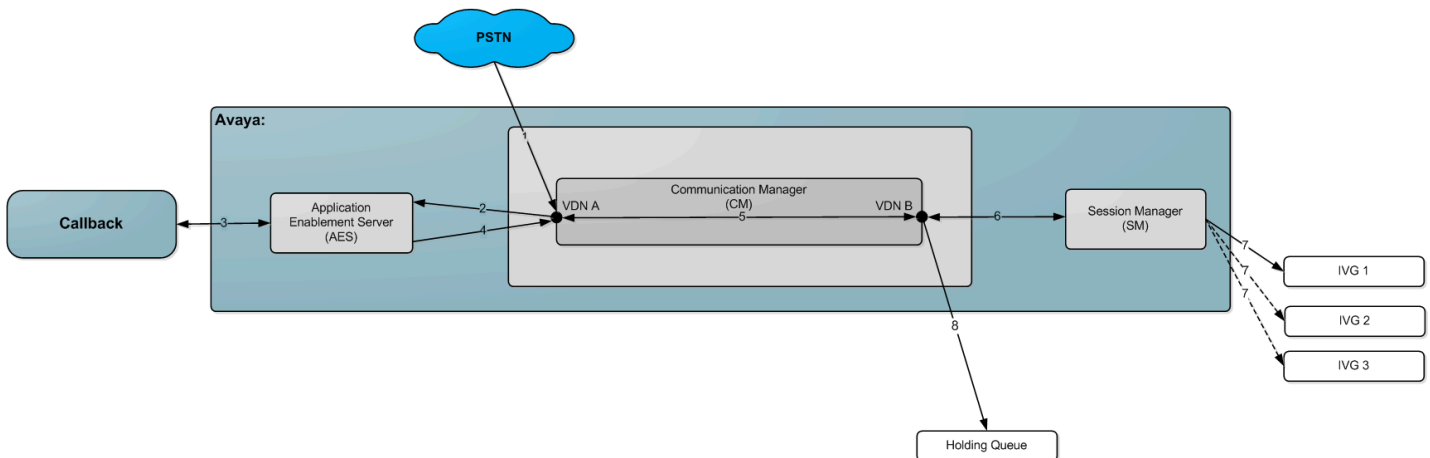 PSTN
Avaya:
1
Communication Manager
(CM)
Application
Enablement Server
(AES)
VDN A
VDN B
Session Manager
(SM)
Callback
3
2
4
5
6
7
IVG 1
7
IVG 2
7
IVG 3
8
Holding Queue